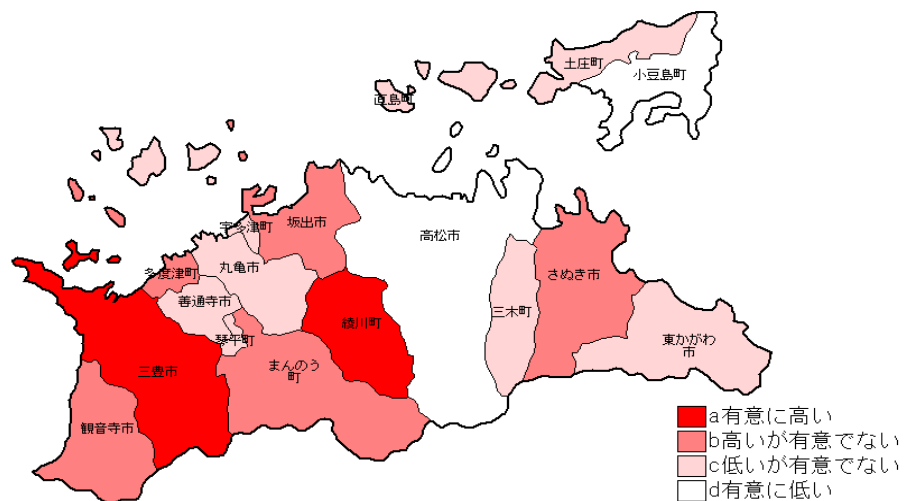 土庄町
小豆島町
直島町
宇多津町
坂出市
高松市
多度津町
丸亀市
さぬき市
善通寺市
綾川町
三木町
琴平町
東かがわ
市
まんのう
町
三豊市
観音寺市
a有意に高い
b高いが有意でない
c低いが有意でない
d有意に低い